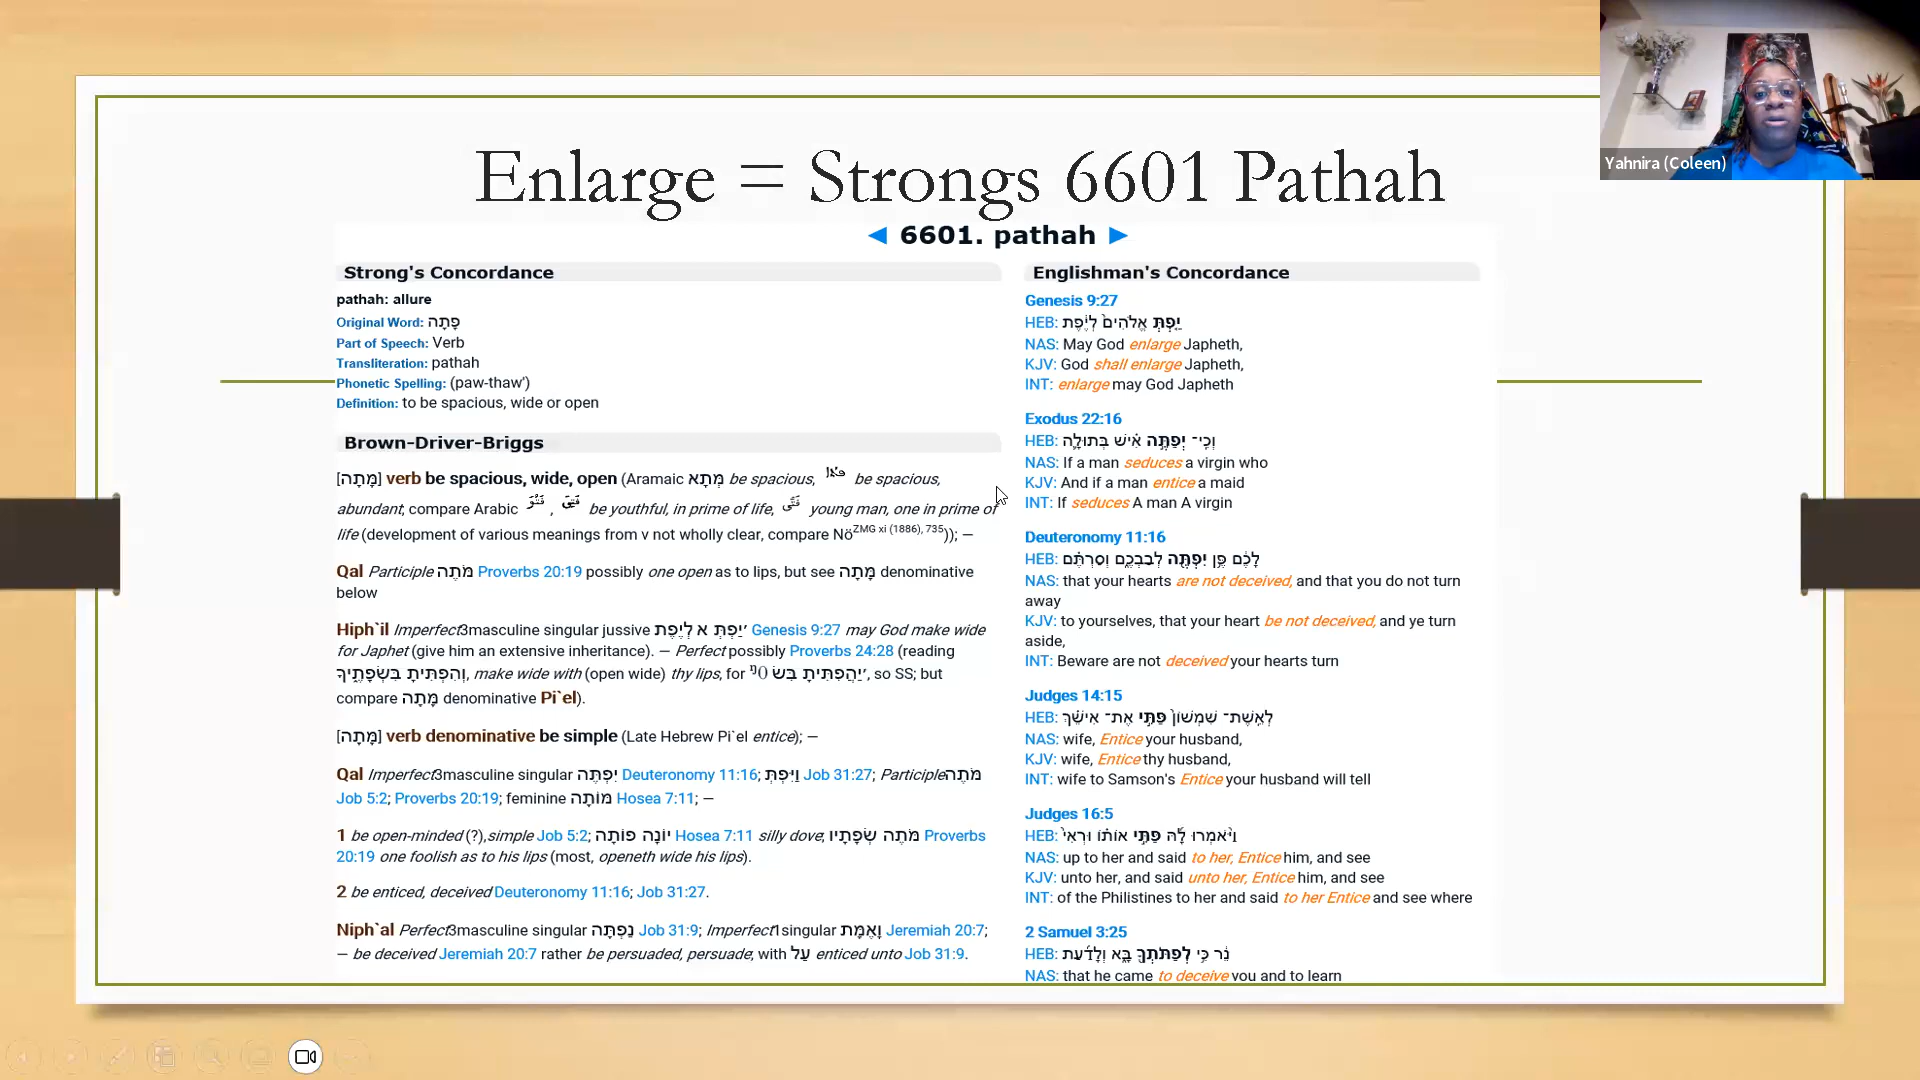 Enlarge = Strongs 6601 Pathah
Yahnira (Coleen)
◄ 6601. pathah ►
Strong's Concordance
pathah: allure
Original Word: פָּתָה
Part of Speech: Verb
Transliteration: pathah
Phonetic Spelling: (paw-thaw')
Definition: to be spacious, wide or open
Brown-Driver-Briggs
[מָּתָה] verb be spacious, wide, open (Aramaic מְּתָא be spacious, be spacious,
abundant, compare Arabic , be youthful, in prime of life, young man, one in prime of
life (development of various meanings from v not wholly clear, compare Nö ZMG xi (1886), 735)); —
Qal Participle מֹּתֶה Proverbs 20:19 possibly one open as to lips, but see מָּתָה denominative
below
Hiph`il Imperfect3masculine singular jussive יַפְתְּ א לְיֶפֶת׳ Genesis 9:27 may God make wide
for Japhet (give him an extensive inheritance). — Perfect possibly Proverbs 24:28 (reading
וְהִפְתִּיתָ בִּשְׂפָתֶיךָ, make wide with (open wide) thy lips, for , so SS; but
compare מָּתָה denominative Pi`el).
[מָּתָה] verb denominative be simple (Late Hebrew Pi`el entice); —
Qal Imperfect3masculine singular יִפְתֶּה Deuteronomy 11:16; וַיִּפְתְּ Job 31:27; Participle מֹּתֶה
Job 5:2; Proverbs 20:19; feminine מּוֹתָה Hosea 7:11; —
1 be open-minded (?), simple Job 5:2; יוֹנָה פוֹתָה Hosea 7:11 silly dove; מֹּתֶה שְׂפָתָיו Proverbs
20:19 one foolish as to his lips (most, openeth wide his lips).
2 be enticed, deceived Deuteronomy 11:16; Job 31:27.
Niph`al Perfect3masculine singular נִפְתָּה Job 31:9; Imperfect1singular וָאֶמָּת Jeremiah 20:7;
— be deceived Jeremiah 20:7 rather be persuaded, persuade; with עַל enticed unto Job 31:9.
Englishman's Concordance
Genesis 9:27
HEB: יַ֤פְתְּ אֱלֹהִים֙ לְיֶ֔פֶת
NAS: May God enlarge Japheth,
KJV: God shall enlarge Japheth,
INT: enlarge may God Japheth
Exodus 22:16
HEB: וְכִֽי־ יְפַתֶּ֣ה אִ֗ישׁ בְּתוּלָ֛ה
NAS: If a man seduces a virgin who
KJV: And if a man entice a maid
INT: If seduces A man A virgin
Deuteronomy 11:16
HEB: לָכֶ֔ם פֶּ֥ן יִפְתֶּ֖ה לְבַבְכֶ֑ם וְסַרְתֶּ֗ם
NAS: that your hearts are not deceived, and that you do not turn
away
KJV: to yourselves, that your heart be not deceived, and ye turn
aside,
INT: Beware are not deceived your hearts turn
Judges 14:15
HEB: לְאֵֽשֶׁת־ שִׁמְשׁוֹן֙ פַּתִּ֣י אֶת־ אִישֵׁ֗ךְ
NAS: wife, Entice your husband,
KJV: wife, Entice thy husband,
INT: wife to Samson's Entice your husband will tell
Judges 16:5
HEB: וַיֹּ֨אמְרוּ לָ֜הּ פַּתִּ֣י אוֹת֗וֹ וּרְאִי֙
NAS: up to her and said to her, Entice him, and see
KJV: unto her, and said unto her, Entice him, and see
INT: of the Philistines to her and said to her Entice and see where
2 Samuel 3:25
HEB: נֵ֔ר כִּ֥י לְפַתֹּתְךָ֖ בָּ֑א וְלָדַ֜עַת
NAS: that he came to deceive you and to learn